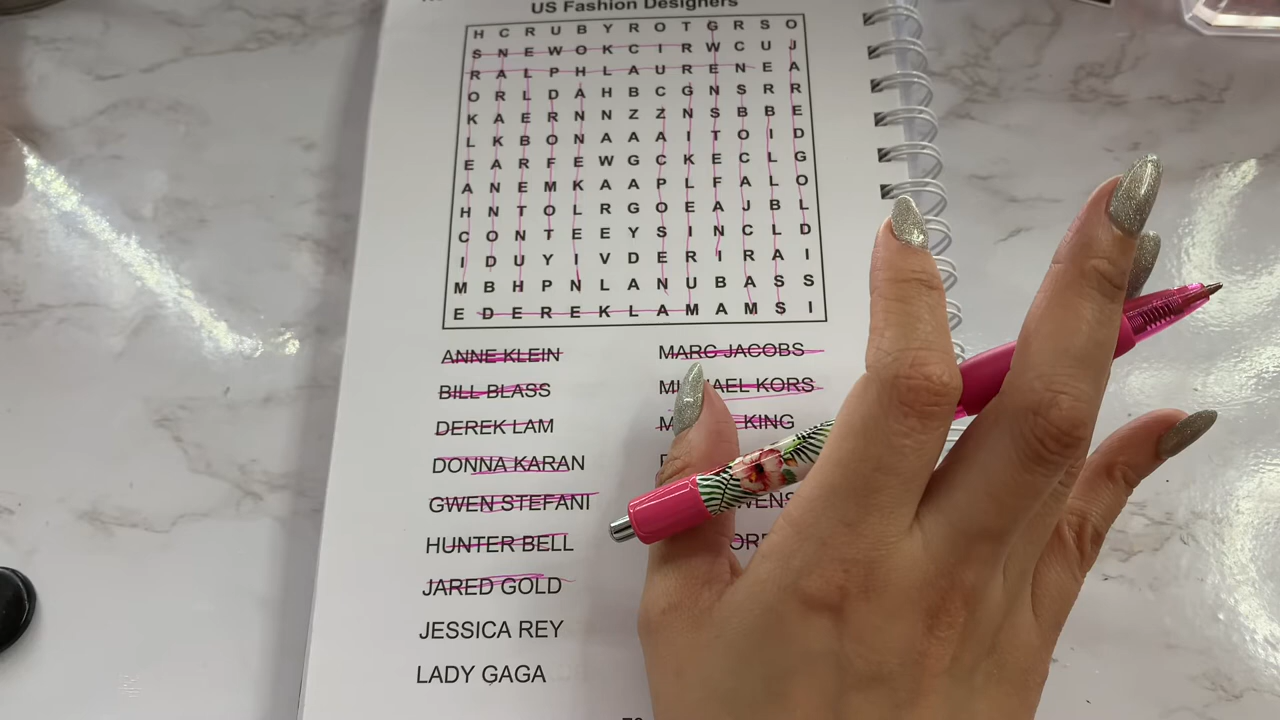 US Fashion Designers
H C R U B Y R O T G R S O
S N E W O K C I R W C U J
R A L P H L A U R E N E A
O R L D A H B C G N S R R
K A E R N N Z Z N S B B E
L K B O N A A A I T O I D
E A R F E W G C K E C L G
A N E M K A A P L F A L O
H N T O L R G O E A J B L
C O N T E E Y S I N C L D
I D U Y I V D E R I R A I
M B H P N L A N U B A S S
E D E R E K L A M A M S I
ANNE KLEIN MARC JACOBS
BILL BLASS KORS
DEREK LAM KING
DONNA KARAN
GWEN STEFANI
HUNTER BELL
JARED GOLD
JESSICA REY
LADY GAGA